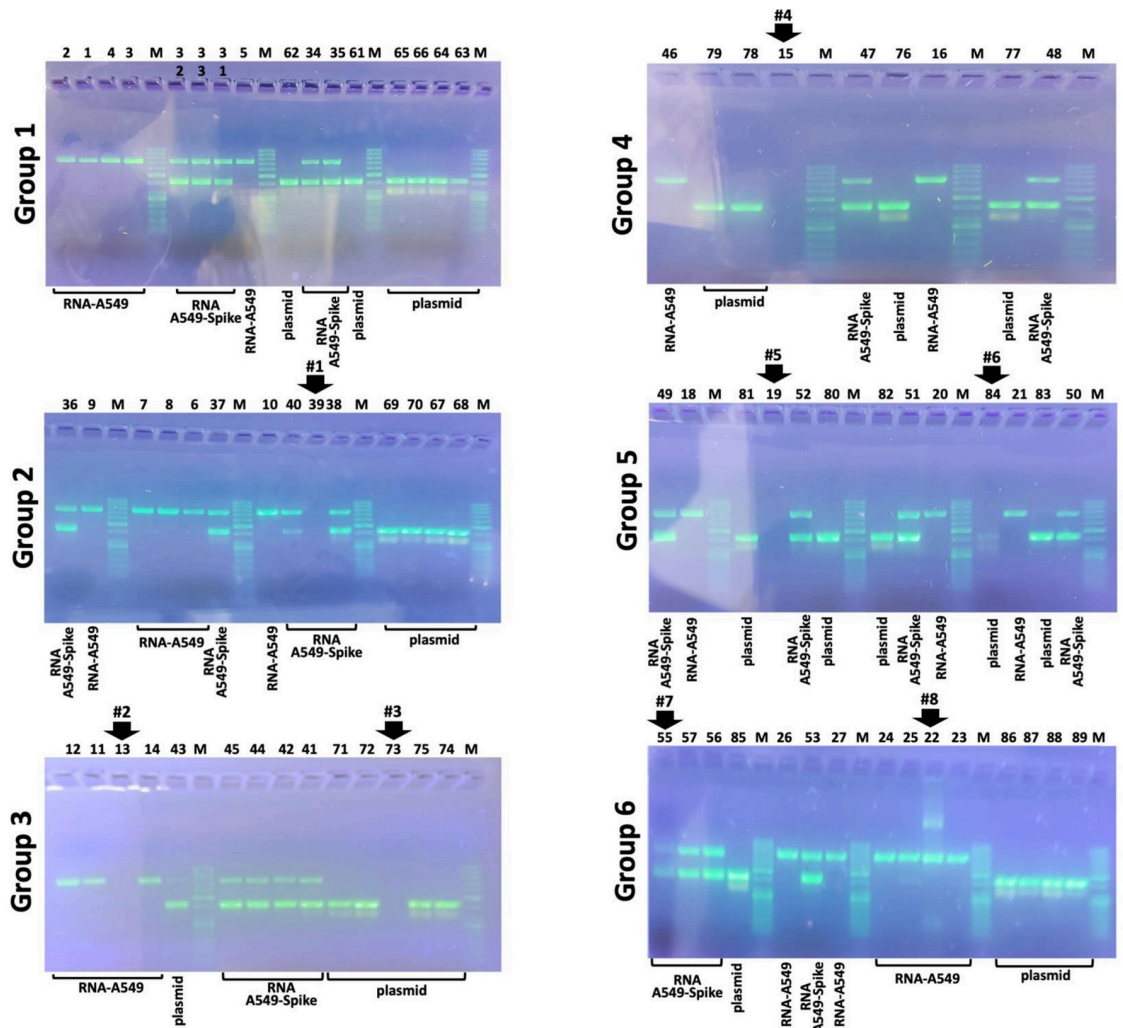 Group 1
2 1 4 3 M 3 3 3 5 M 62 34 35 61 M 65 66 64 63 M
2 3 1
RNA-A549
RNA
A549-Spike
RNA-A549
plasmid
RNA
A549-Spike
plasmid
plasmid
Group 2
#1
36 9 M 7 8 6 37 M 10 40 39 38 M 69 70 67 68 M
RNA
A549-Spike
RNA-A549
RNA-A549
RNA
A549-Spike
RNA-A549
RNA
A549-Spike
plasmid
Group 3
#2 #3
12 11 13 14 43 M 45 44 42 41 71 72 73 75 74 M
RNA-A549
plasmid
RNA
A549-Spike
plasmid
Group 4
#4
46 79 78 15 M 47 76 16 M 77 48 M
RNA-A549
plasmid
RNA
A549-Spike
plasmid
RNA-A549
plasmid
RNA
A549-Spike
Group 5
#5 #6
49 18 M 81 19 52 80 M 82 51 20 M 84 21 83 50 M
RNA
A549-Spike
RNA-A549
plasmid
RNA
A549-Spike
plasmid
plasmid
RNA
A549-Spike
RNA-A549
plasmid
RNA-A549
plasmid
RNA
A549-Spike
Group 6
#7 #8
55 57 56 85 M 26 53 27 M 24 25 22 23 M 86 87 88 89 M
RNA
A549-Spike
plasmid
RNA-A549
RNA
A549-Spike
RNA-A549
RNA-A549
plasmid